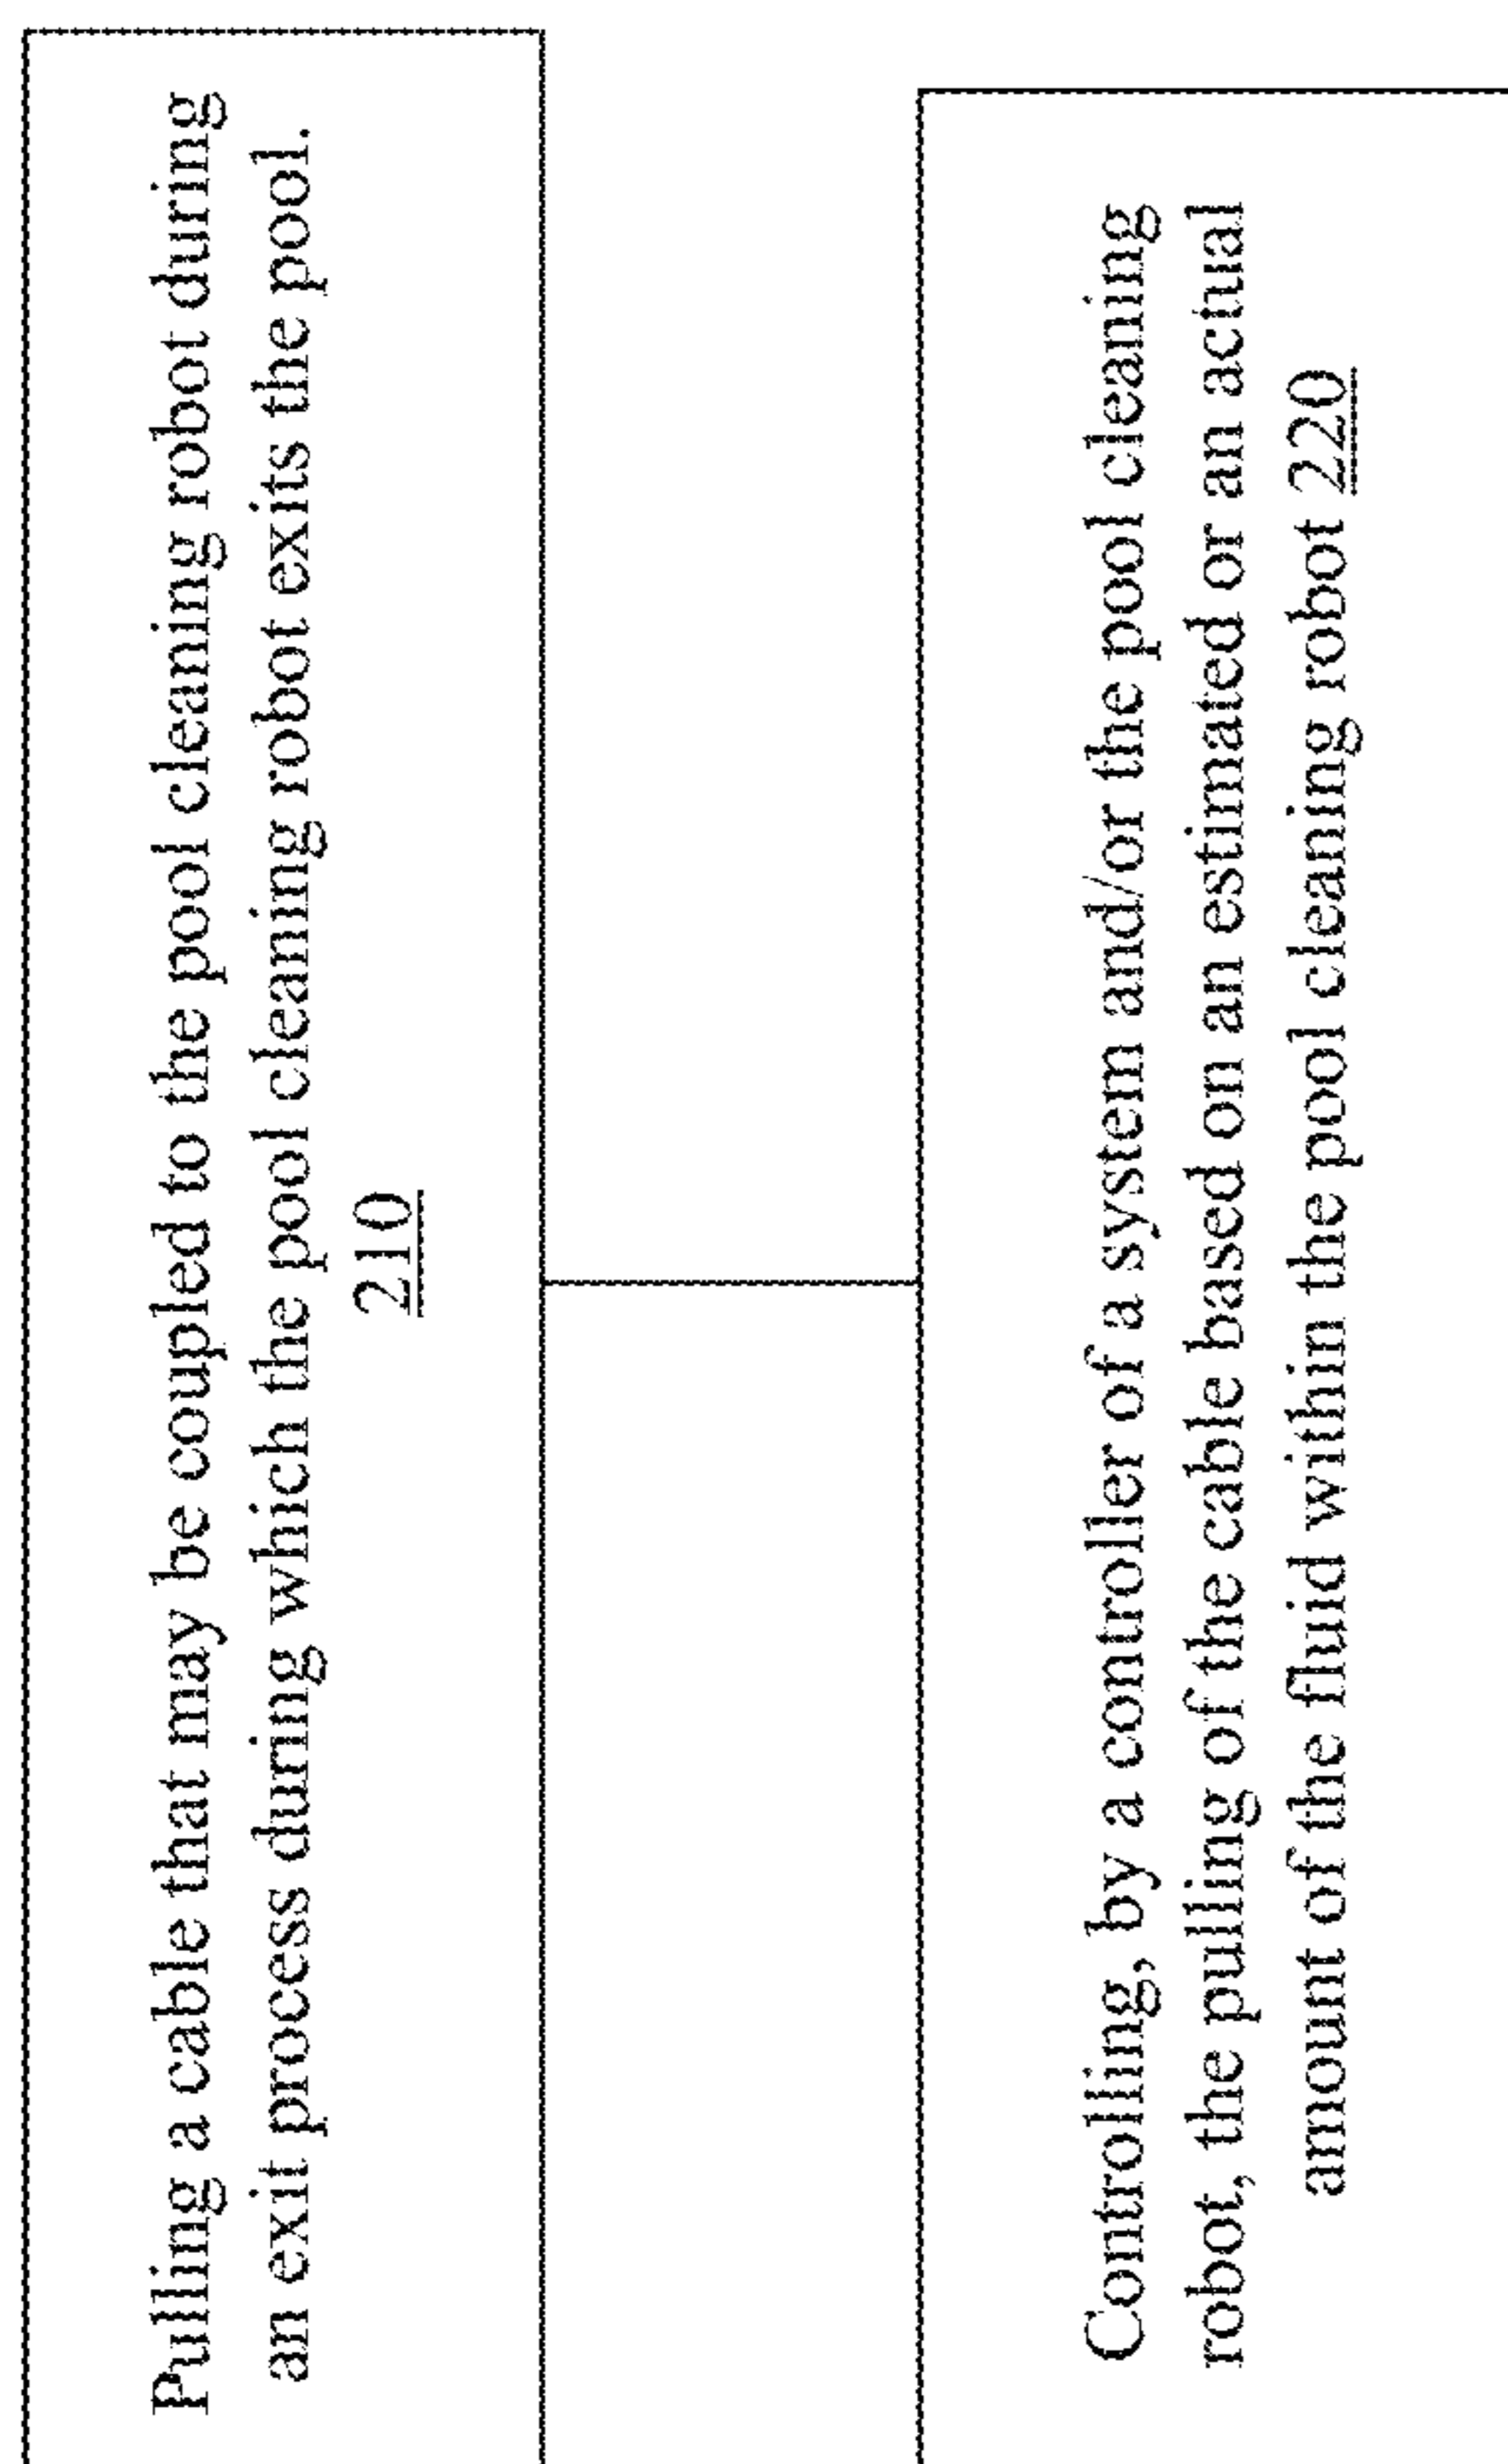 Pulling a cable that may be coupled to the pool cleaning robot during
an exit process during which the pool cleaning robot exits the pool.
210
Controlling, by a controller of a system and/or the pool cleaning
robot, the pulling of the cable based on an estimated or an actual
amount of the fluid within the pool cleaning robot 220